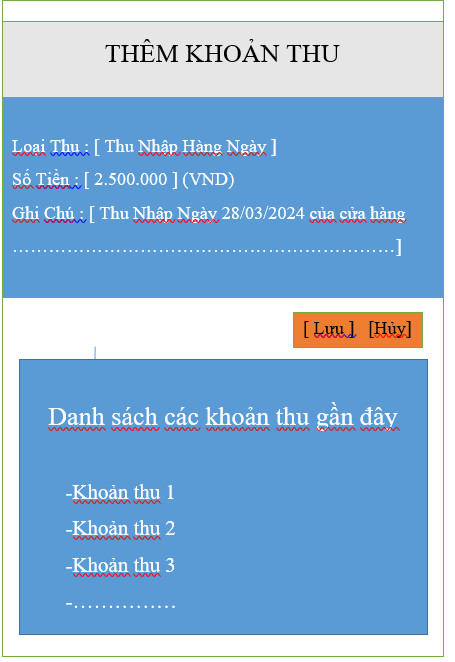 THÊM KHOẢN THU
Loại Thu : [ Thu Nhập Hàng Ngày ]
Số Tiền : [ 2.500.000 ] (VND)
Ghi Chú : [ Thu Nhập Ngày 28/03/2024 của cửa hàng
………………………………………………………]
[ Lưu ] [Hủy]
Danh sách các khoản thu gần đây
-Khoản thu 1
-Khoản thu 2
-Khoản thu 3
-……………